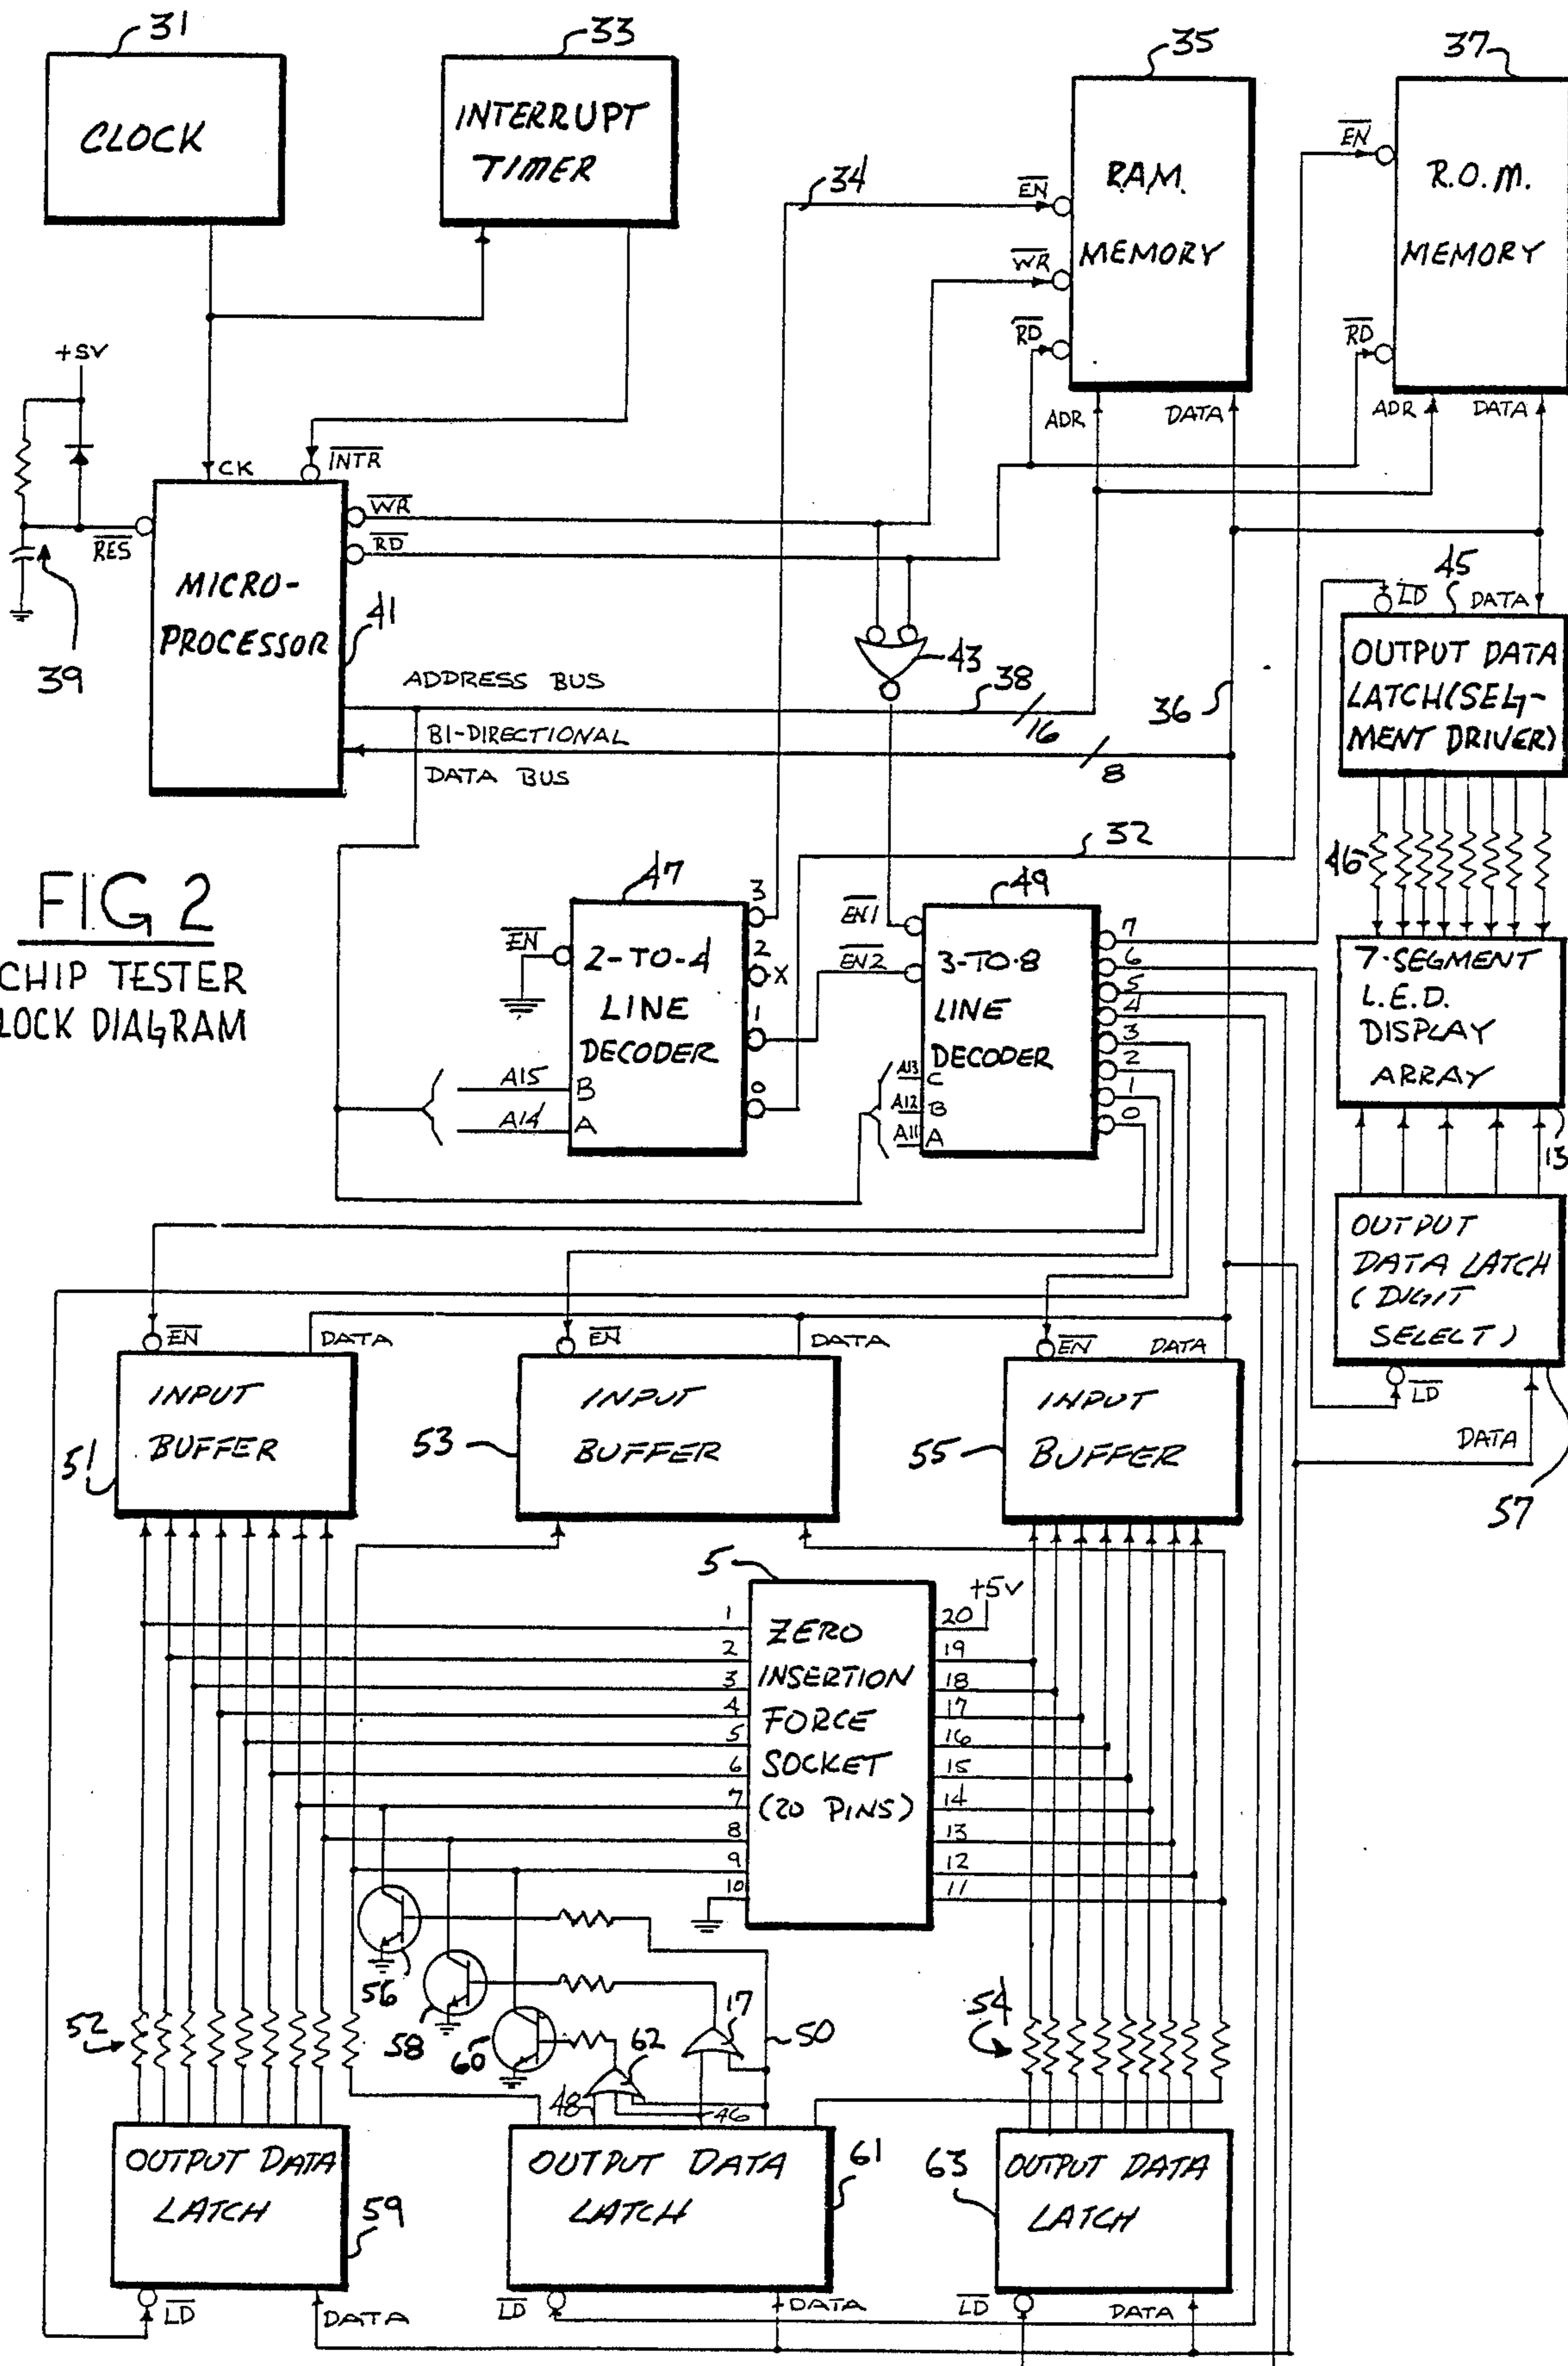 31
33
35
37
CLOCK
INTERRUPT
TIMER
R.A.M.
MEMORY
R.O.M.
MEMORY
EN
WR
RD
EN
RD
34
ADR
DATA
ADR
DATA
+5V
CK
INTR
RES
WR
RD
MICRO-
PROCESSOR
41
39
43
ADDRESS BUS
38
16
BI-DIRECTIONAL
DATA BUS
8
36
45
LD
DATA
OUTPUT DATA
LATCH (SEG-
MENT DRIVER)
46
32
FIG 2
CHIP TESTER
LOCK DIAGRAM
47
EN
2-TO-4
LINE
DECODER
3
2
X
1
0
A15
B
A14
A
49
EN1
EN2
3-TO-8
LINE
DECODER
7
6
5
4
3
2
1
0
A13
C
A12
B
A11
A
7-SEGMENT
L.E.D.
DISPLAY
ARRAY
13
OUTPUT
DATA LATCH
(DIGIT
SELECT)
LD
DATA
57
EN
DATA
INPUT
BUFFER
51
EN
DATA
INPUT
BUFFER
53
EN
DATA
INPUT
BUFFER
55
5
+5V
ZERO
INSERTION
FORCE
SOCKET
(20 PINS)
1
2
3
4
5
6
7
8
9
10
20
19
18
17
16
15
14
13
12
11
56
58
60
62
17
50
48
46
52
54
OUTPUT DATA
LATCH
59
OUTPUT DATA
LATCH
61
63
OUTPUT DATA
LATCH
LD
DATA
LD
DATA
LD
DATA